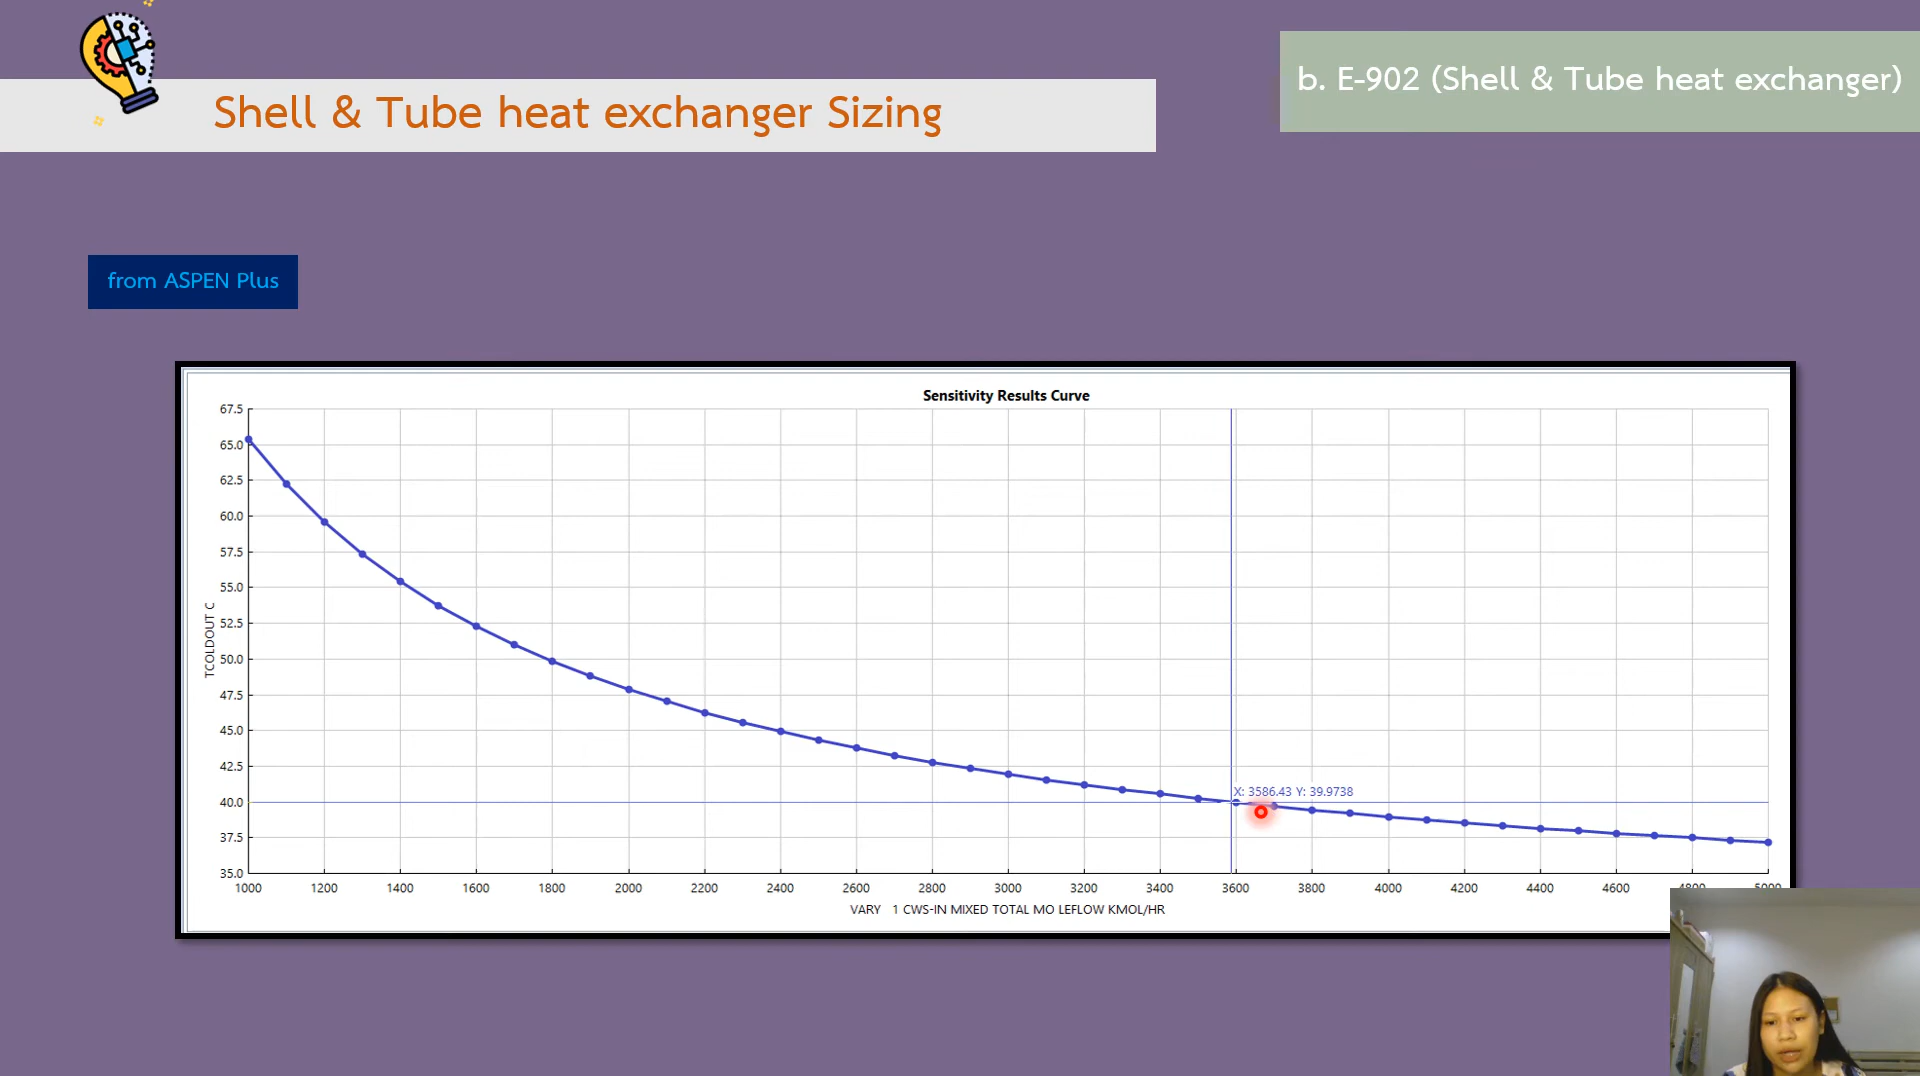 Shell & Tube heat exchanger Sizing
b. E-902 (Shell & Tube heat exchanger)
from ASPEN Plus
Sensitivity Results Curve
67.5
65.0
62.5
60.0
57.5
55.0
52.5
50.0
47.5
45.0
42.5
40.0
37.5
35.0
TCOLDOUT C
X: 3586.43 Y: 39.9738
1000 1200 1400 1600 1800 2000 2200 2400 2600 2800 3000 3200 3400 3600 3800 4000 4200 4400 4600 4800 5000
VARY 1 CWS-IN MIXED TOTAL MO LEFLOW KMOL/HR